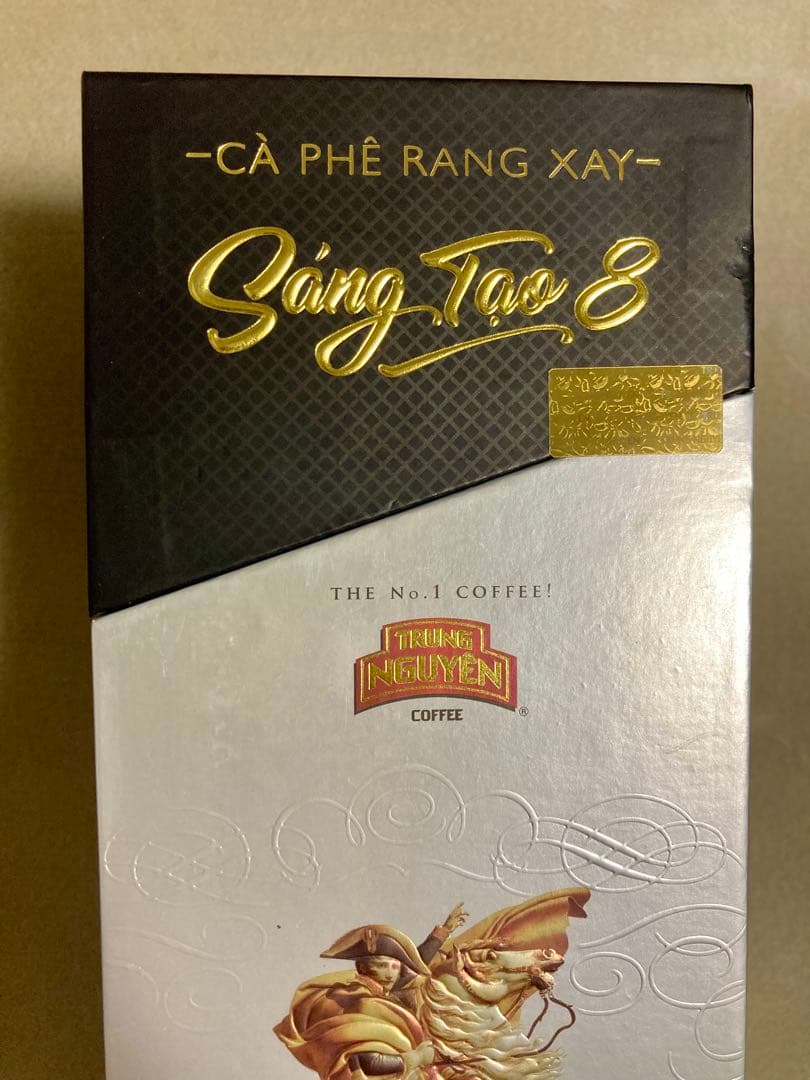 -CÀ PHÊ RANG XAY-
Sáng Tạo 8
THE No.1 COFFEE!
TRUNG
NGUYÊN
COFFEE ®